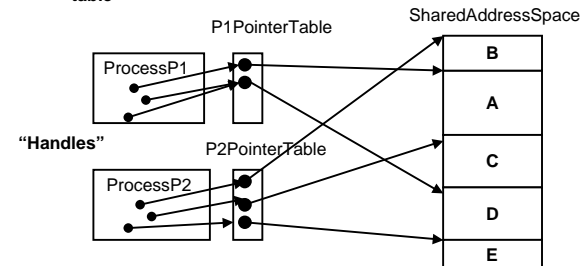 table
SharedAddressSpace
P1PointerTable
B
ProcessP1
A
“Handles”
P2PointerTable
C
ProcessP2
D
E